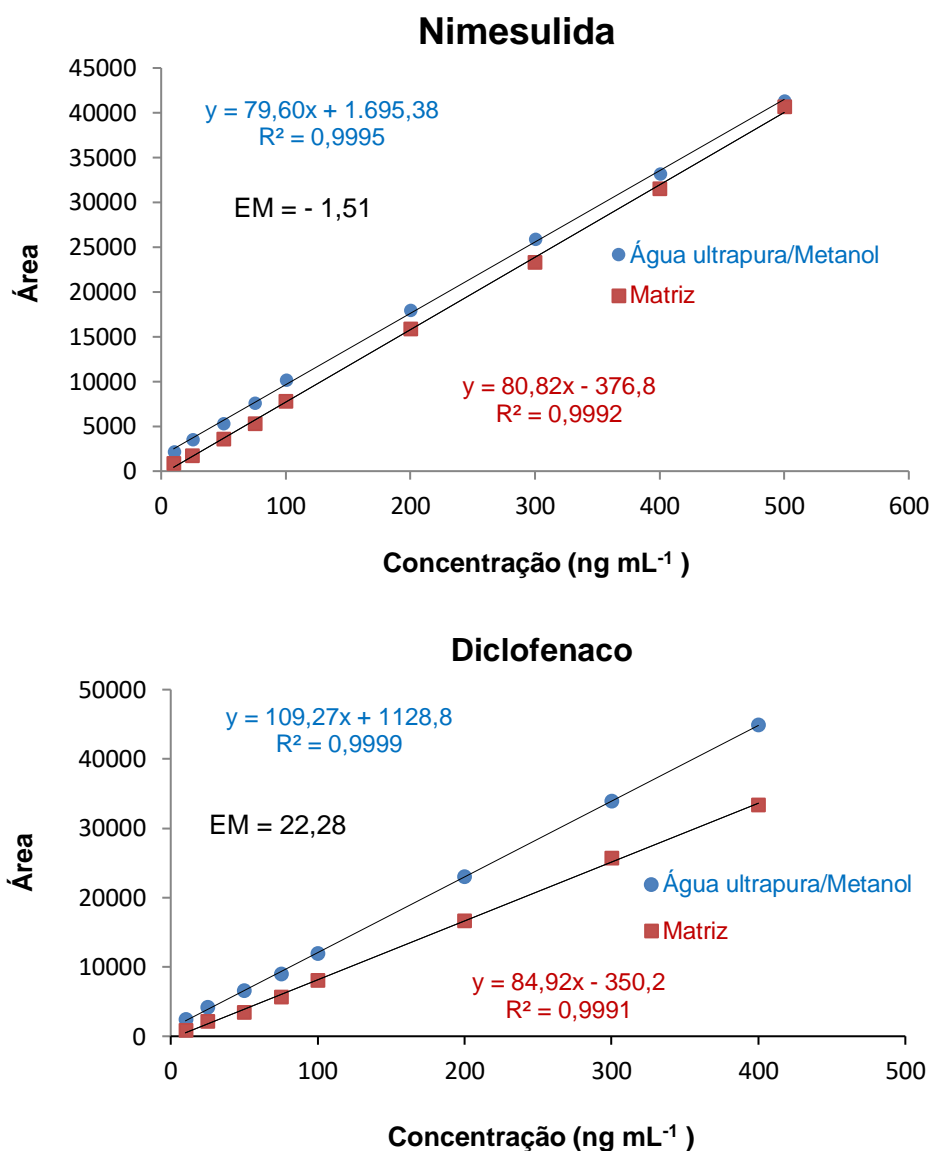 Nimesulida
45000
40000
35000
30000
25000
20000
15000
10000
5000
0
y = 79,60x + 1.695,38
R² = 0,9995
EM = - 1,51
Água ultrapura/Metanol
Matriz
y = 80,82x - 376,8
R² = 0,9992
Área
0 100 200 300 400 500 600
Concentração (ng mL⁻¹ )
Diclofenaco
50000
40000
30000
20000
10000
0
y = 109,27x + 1128,8
R² = 0,9999
EM = 22,28
Água ultrapura/Metanol
Matriz
y = 84,92x - 350,2
R² = 0,9991
Área
0 100 200 300 400 500
Concentração (ng mL⁻¹ )